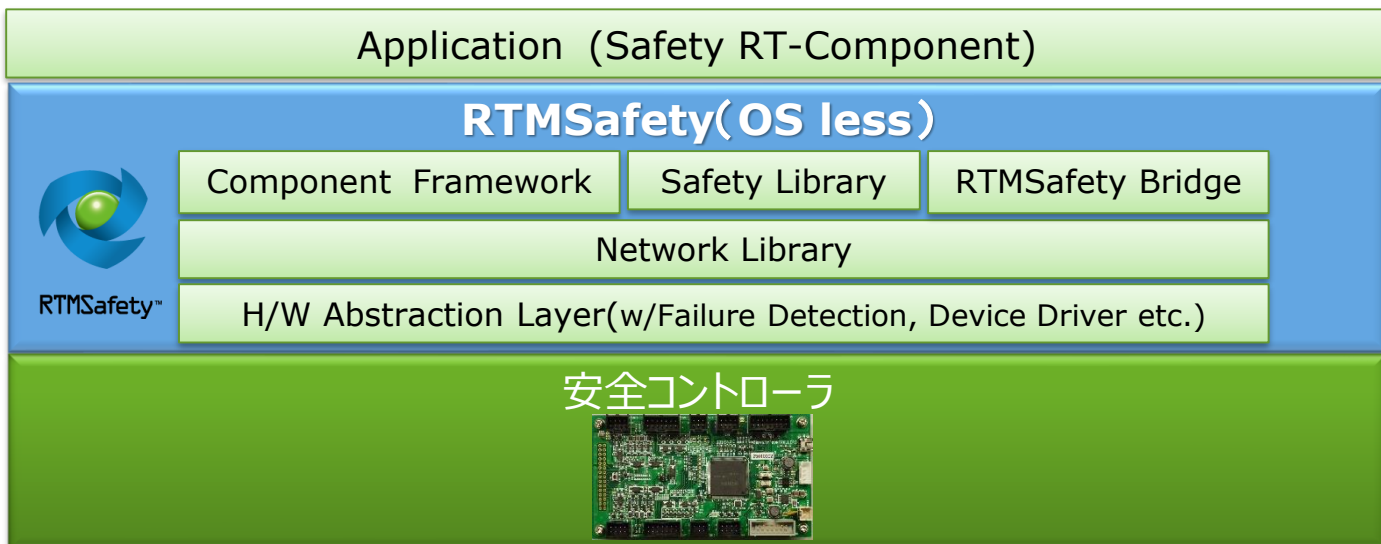 Application (Safety RT-Component)
RTMSafety（OS less）
Component Framework
Safety Library
RTMSafety Bridge
Network Library
RTMSafety™
H/W Abstraction Layer(w/Failure Detection, Device Driver etc.)
安全コントローラ